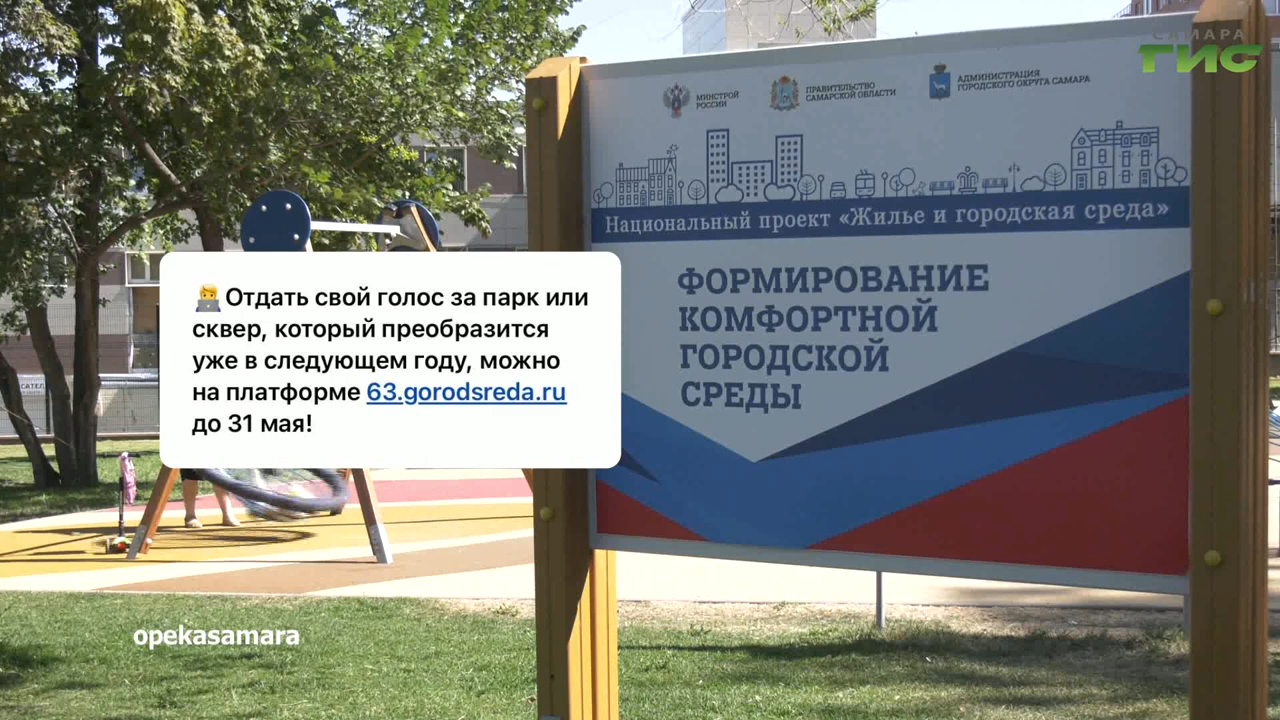 САМАРА
ГИС
МИНСТРОЙ
РОССИИ
ПРАВИТЕЛЬСТВО
САМАРСКОЙ ОБЛАСТИ
АДМИНИСТРАЦИЯ
ГОРОДСКОГО ОКРУГА САМАРА
Национальный проект «Жилье и городская среда»
ФОРМИРОВАНИЕ
КОМФОРТНОЙ
ГОРОДСКОЙ
СРЕДЫ
Отдать свой голос за парк или
сквер, который преобразится
уже в следующем году, можно
на платформе 63.gorodsreda.ru
до 31 мая!
opekasamara